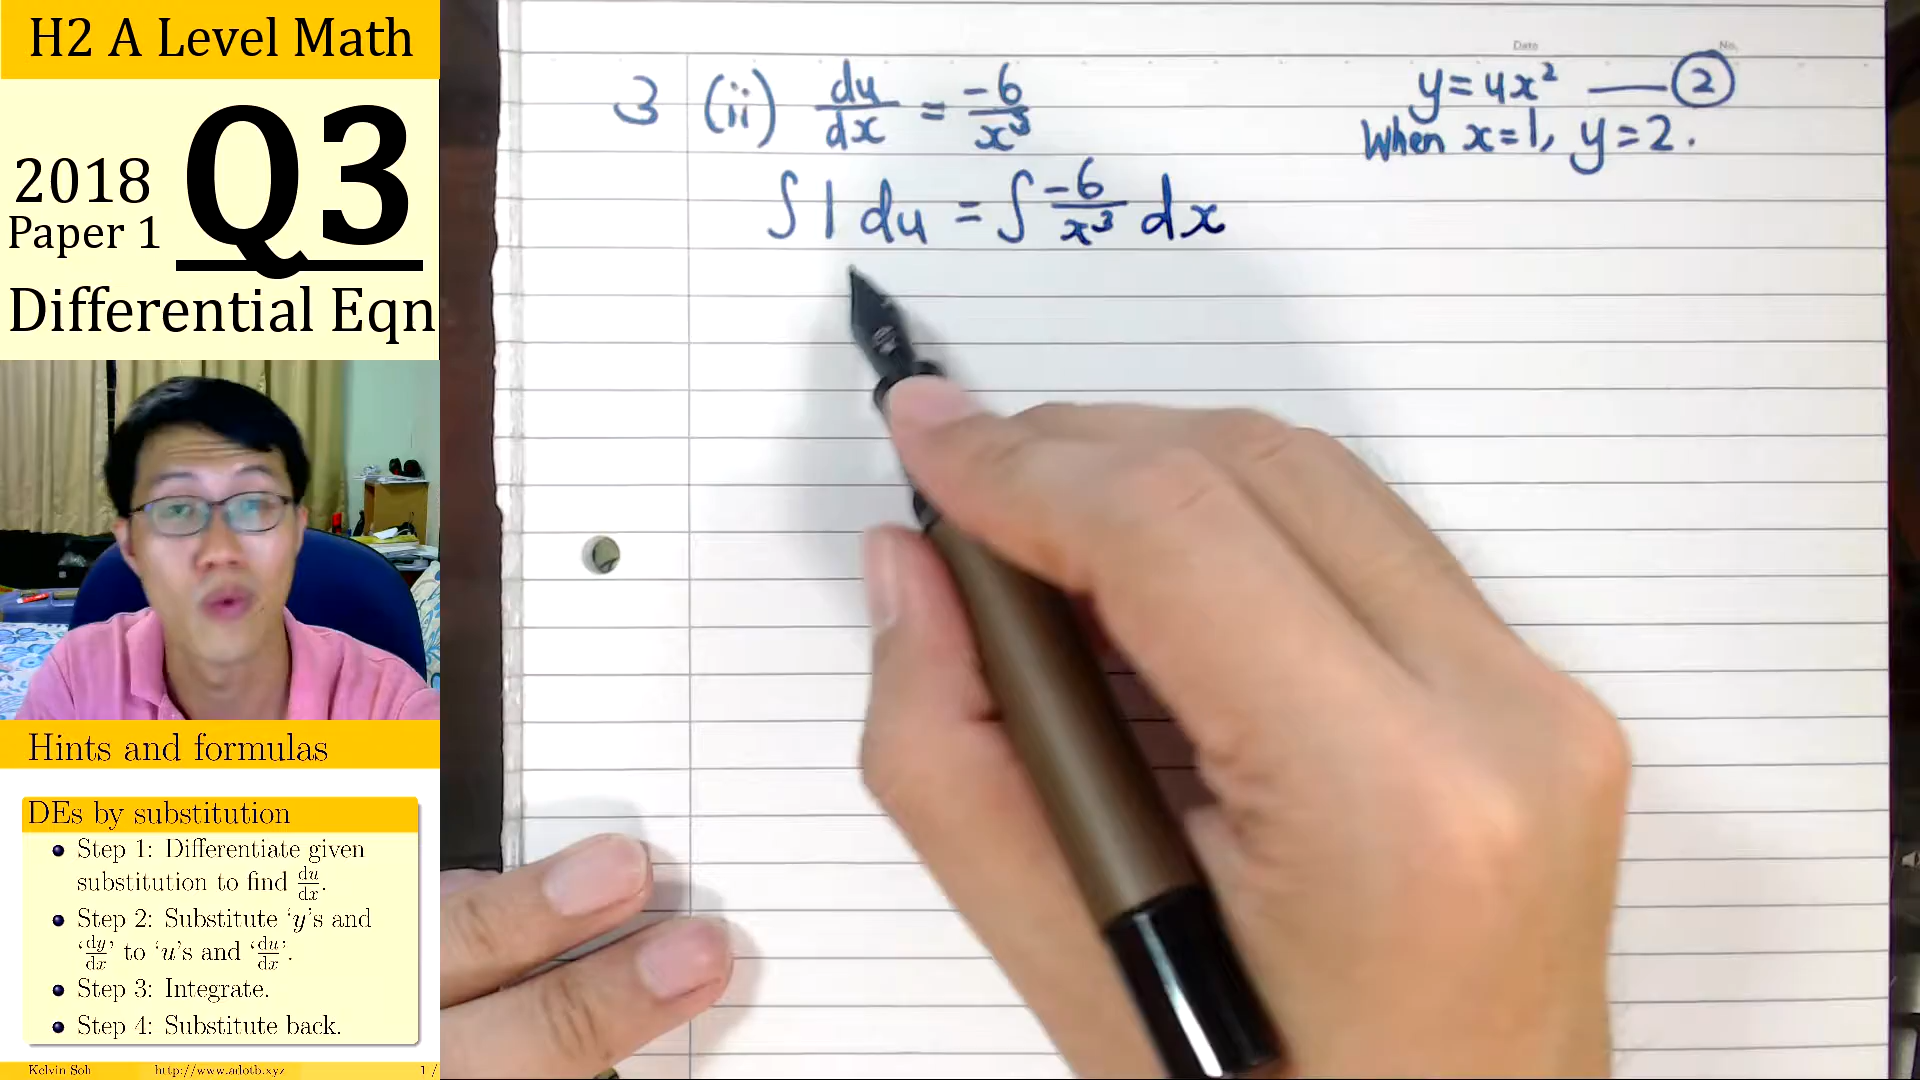 H2 A Level Math
2018
Paper 1
Q3
Differential Eqn
3 (ii) du/dx = -6/x³
∫ 1 du = ∫ -6/x³ dx
y = ux² —— ②
When x=1, y=2.
Date
No.
Hints and formulas
DEs by substitution
Step 1: Differentiate given
substitution to find du/dx.
Step 2: Substitute ‘y’s and
‘dy/dx’ to ‘u’s and ‘du/dx’.
Step 3: Integrate.
Step 4: Substitute back.
Kelvin Soh http://www.adotb.xyz 1 /